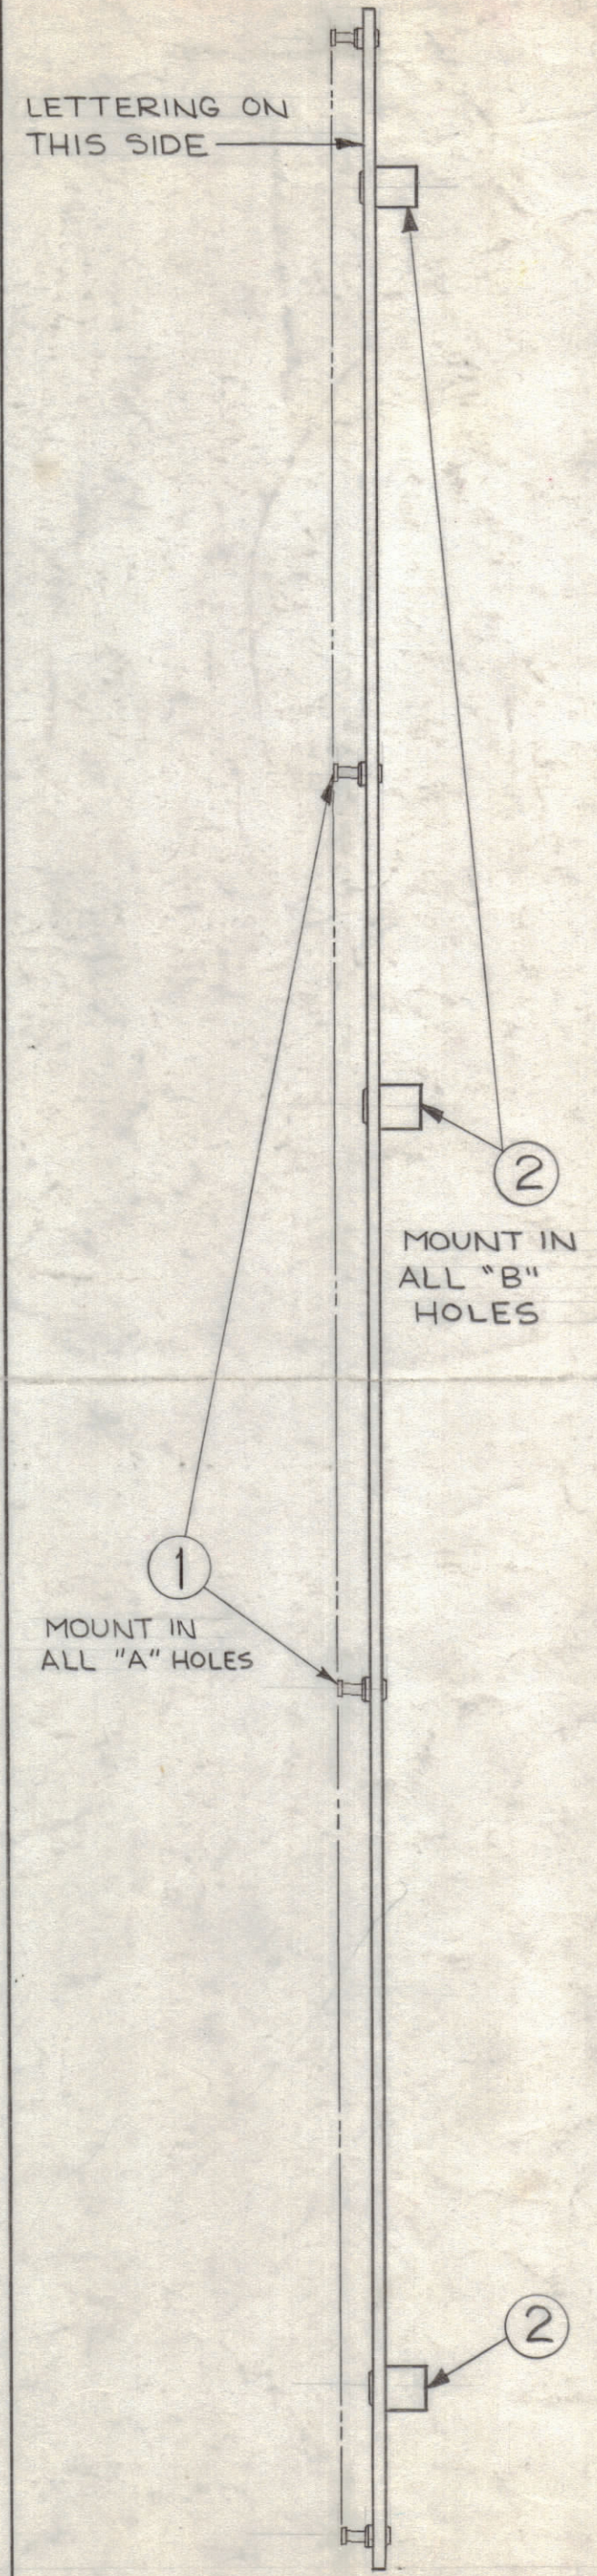 LETTERING ON
THIS SIDE
2
MOUNT IN
ALL "B"
HOLES
1
MOUNT IN
ALL "A" HOLES
2